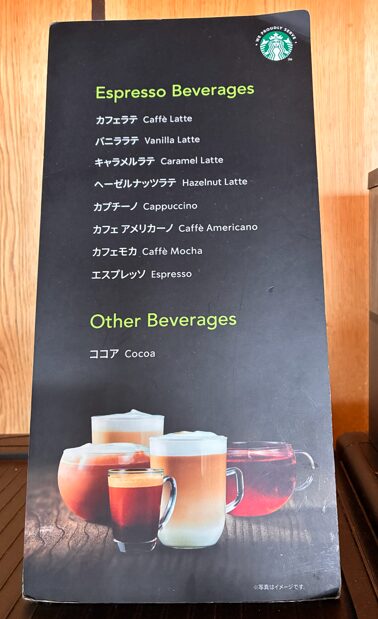 WE PROUDLY SERVE
Espresso Beverages
カフェラテ Caffè Latte
バニララテ Vanilla Latte
キャラメルラテ Caramel Latte
ヘーゼルナッツラテ Hazelnut Latte
カプチーノ Cappuccino
カフェ アメリカーノ Caffè Americano
カフェモカ Caffè Mocha
エスプレッソ Espresso
Other Beverages
ココア Cocoa
※写真はイメージです。